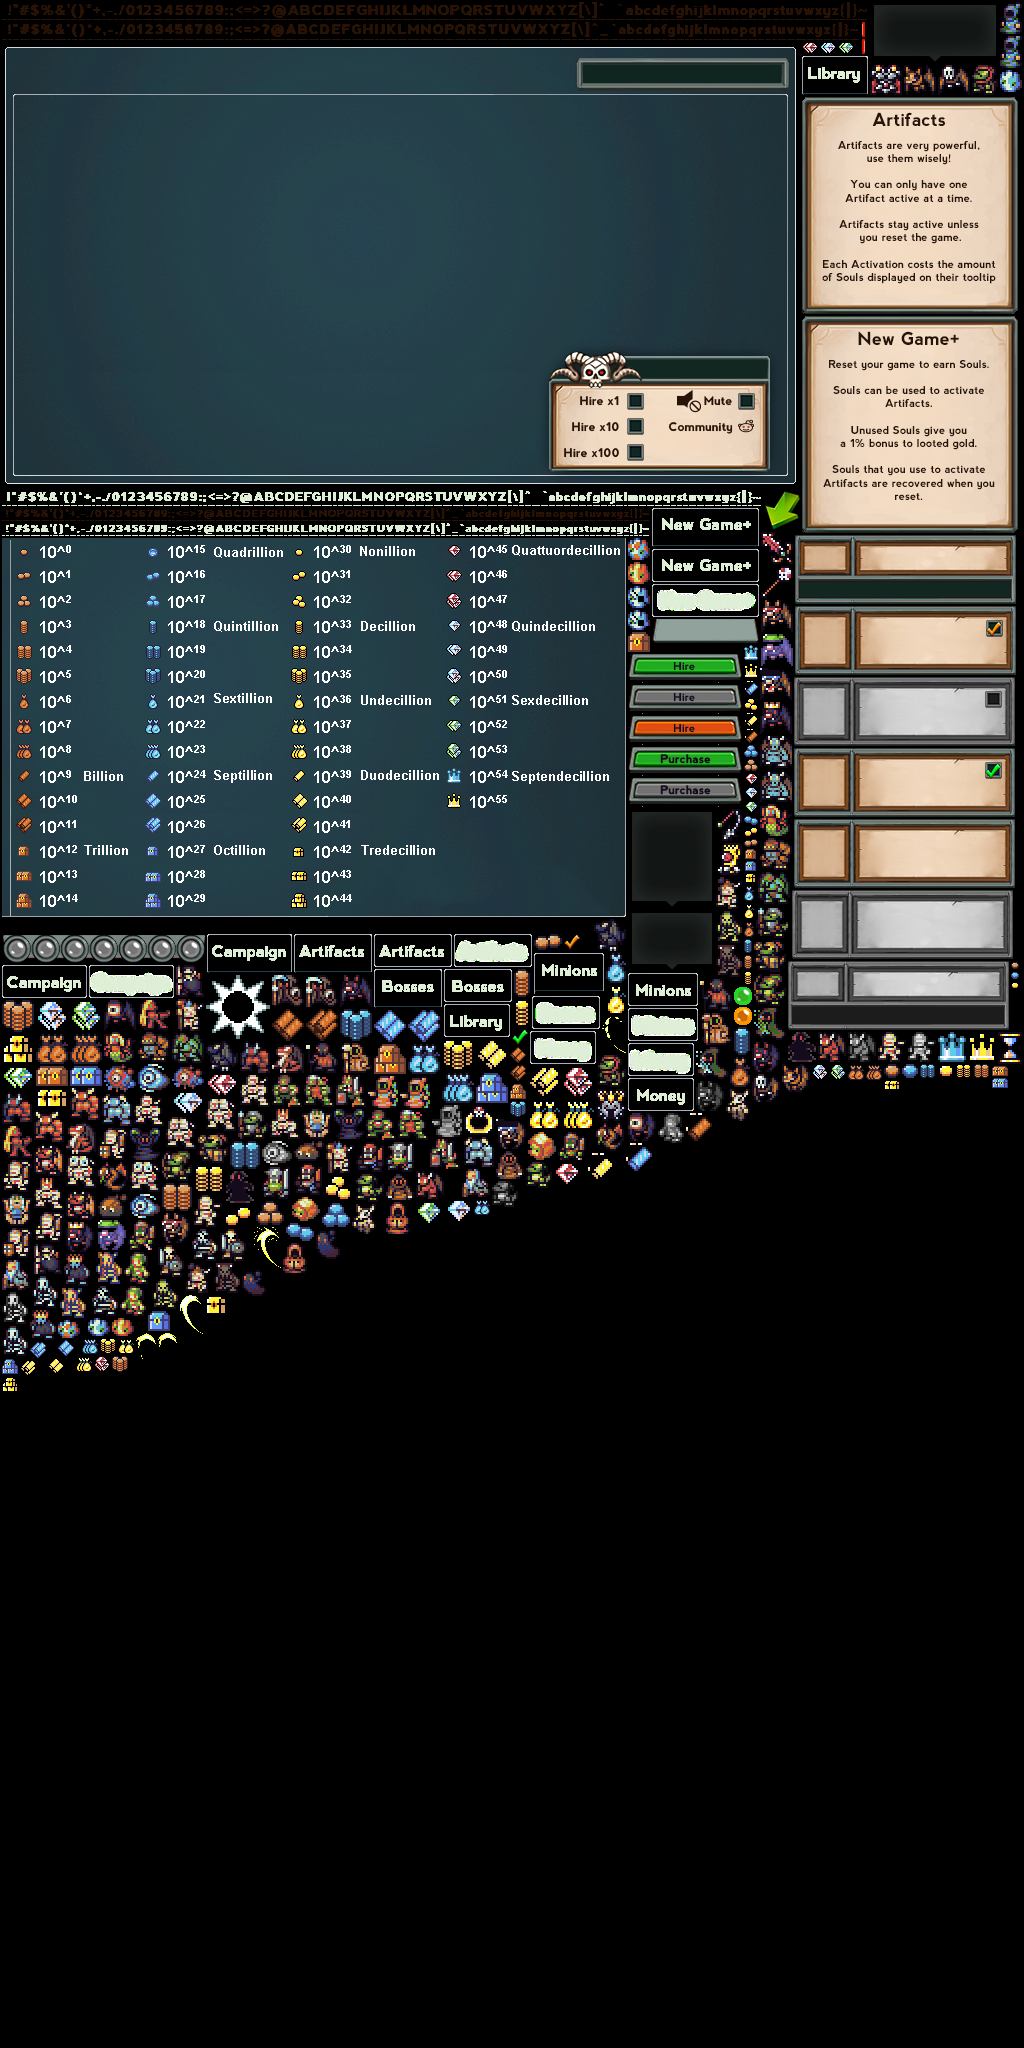 !"#$%&'()*+,-./0123456789:;<=>?@ABCDEFGHIJKLMNOPQRSTUVWXYZ[\]^_`abcdefghijklmnopqrstuvwxyz{|}~
!"#$%&'()*+,-./0123456789:;<=>?@ABCDEFGHIJKLMNOPQRSTUVWXYZ[\]^_`abcdefghijklmnopqrstuvwxyz{|}~
Library
Artifacts
Artifacts are very powerful,
use them wisely!
You can only have one
Artifact active at a time.
Artifacts stay active unless
you reset the game.
Each Activation costs the amount
of Souls displayed on their tooltip
New Game+
Reset your game to earn Souls.
Souls can be used to activate
Artifacts.
Unused Souls give you
a 1% bonus to looted gold.
Souls that you use to activate
Artifacts are recovered when you
reset.
Hire x1
Mute
Hire x10
Community
Hire x100
!"#$%&'()*+,-./0123456789:;<=>?@ABCDEFGHIJKLMNOPQRSTUVWXYZ[\]^_`abcdefghijklmnopqrstuvwxyz{|}~
!"#$%&'()*+,-./0123456789:;<=>?@ABCDEFGHIJKLMNOPQRSTUVWXYZ[\]^_`abcdefghijklmnopqrstuvwxyz{|}~
!"#$%&'()*+,-./0123456789:;<=>?@ABCDEFGHIJKLMNOPQRSTUVWXYZ[\]^_`abcdefghijklmnopqrstuvwxyz{|}~
New Game+
New Game+
10^0 10^15 Quadrillion 10^30 Nonillion 10^45 Quattuordecillion
10^1 10^16 10^31 10^46
10^2 10^17 10^32 10^47
10^3 10^18 Quintillion 10^33 Decillion 10^48 Quindecillion
10^4 10^19 10^34 10^49
10^5 10^20 10^35 10^50
10^6 10^21 Sextillion 10^36 Undecillion 10^51 Sexdecillion
10^7 10^22 10^37 10^52
10^8 10^23 10^38 10^53
10^9 Billion 10^24 Septillion 10^39 Duodecillion 10^54 Septendecillion
10^10 10^25 10^40 10^55
10^11 10^26 10^41
10^12 Trillion 10^27 Octillion 10^42 Tredecillion
10^13 10^28 10^43
10^14 10^29 10^44
Hire
Hire
Hire
Purchase
Purchase
Campaign
Artifacts
Artifacts
Minions
Campaign
Bosses
Bosses
Minions
Library
Money